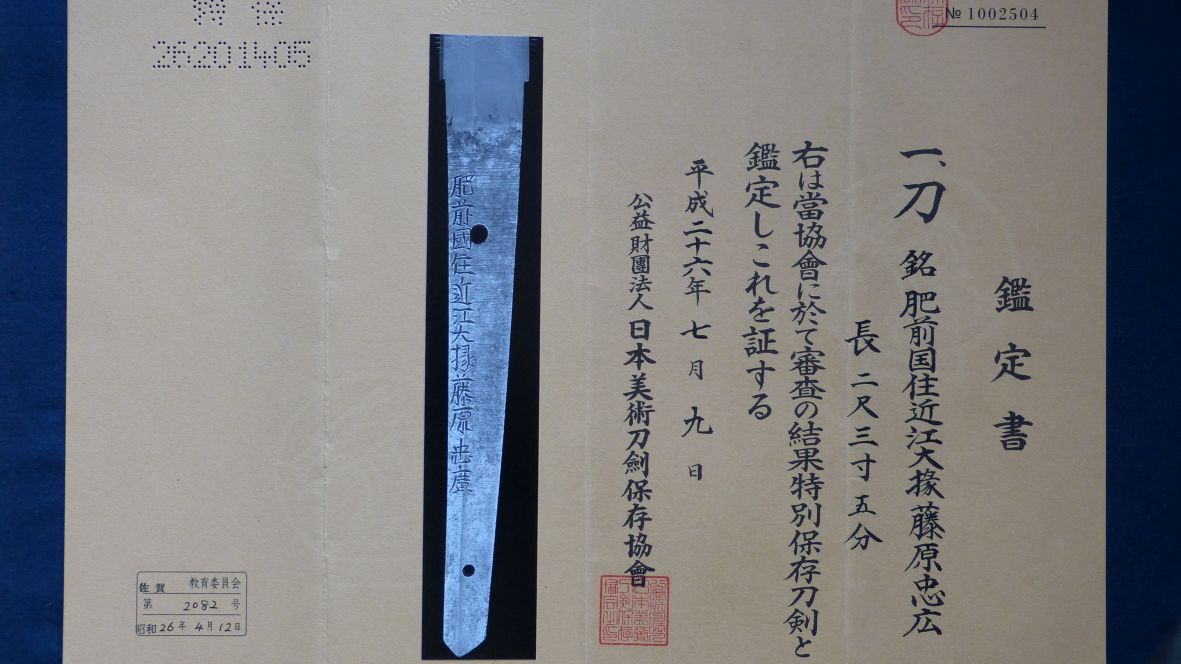 № 1002504
鑑定書
一、刀 銘 肥前国住近江大掾藤原忠広
長 二尺三寸五分
右は當協會に於て審査の結果特別保存刀剣と
鑑定しこれを証する
平成二十六年七月九日
公益財團法人日本美術刀劍保存協會
肥前國住近江大掾藤原忠廣
26201405
佐賀 教育委員会
第 2082 号
昭和26年4月12日